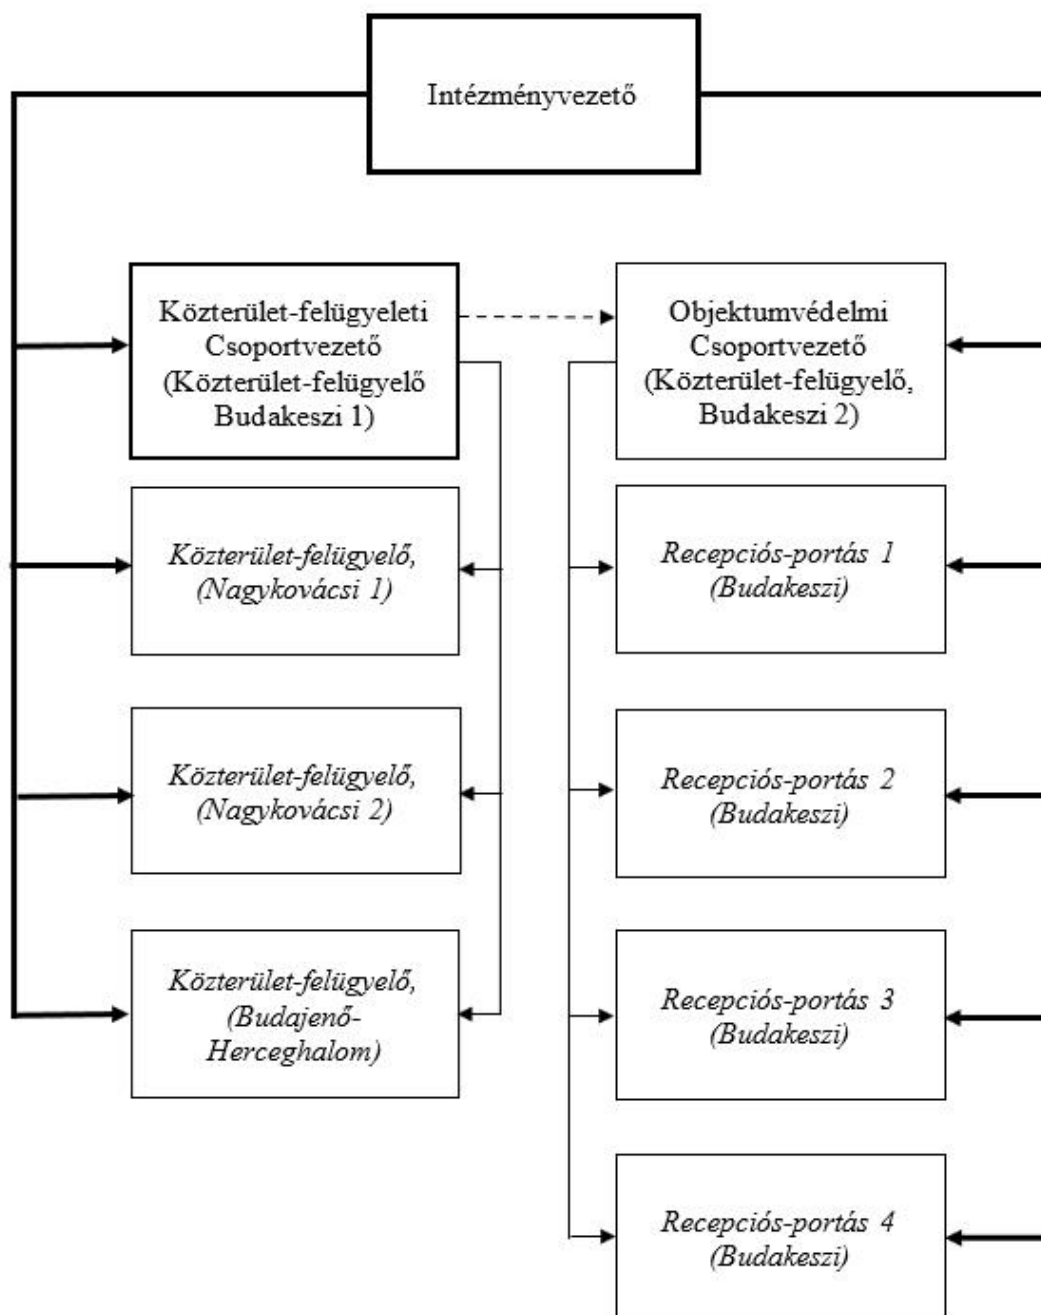 Intézményvezető
Közterület-felügyeleti
Csoportvezető
(Közterület-felügyelő
Budakeszi 1)
Objektumvédelmi
Csoportvezető
(Közterület-felügyelő,
Budakeszi 2)
Közterület-felügyelő,
(Nagykovácsi 1)
Recepciós-portás 1
(Budakeszi)
Közterület-felügyelő,
(Nagykovácsi 2)
Recepciós-portás 2
(Budakeszi)
Közterület-felügyelő,
(Budajenő-
Herceghalom)
Recepciós-portás 3
(Budakeszi)
Recepciós-portás 4
(Budakeszi)